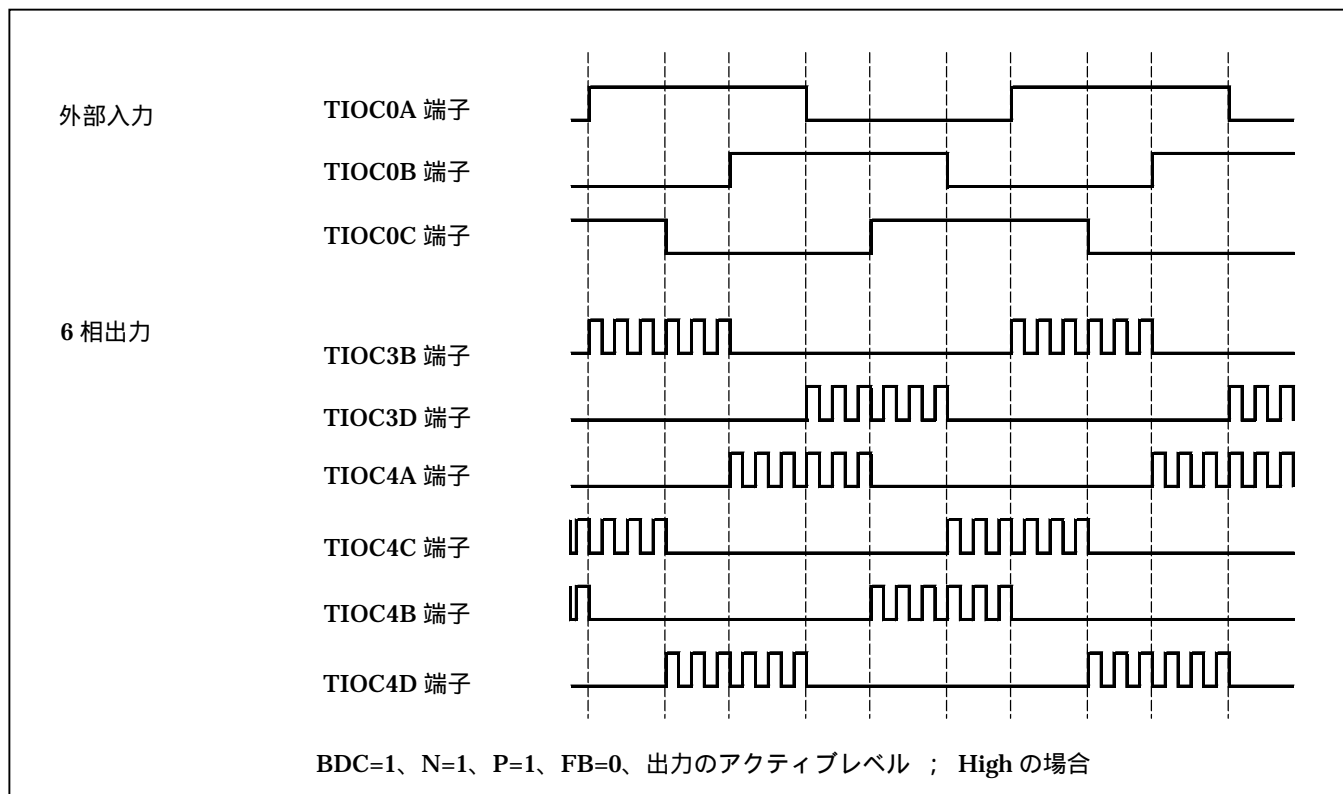 外部入力
TIOC0A 端子
TIOC0B 端子
TIOC0C 端子
6 相出力
TIOC3B 端子
TIOC3D 端子
TIOC4A 端子
TIOC4C 端子
TIOC4B 端子
TIOC4D 端子
BDC=1、N=1、P=1、FB=0、出力のアクティブレベル ; High の場合